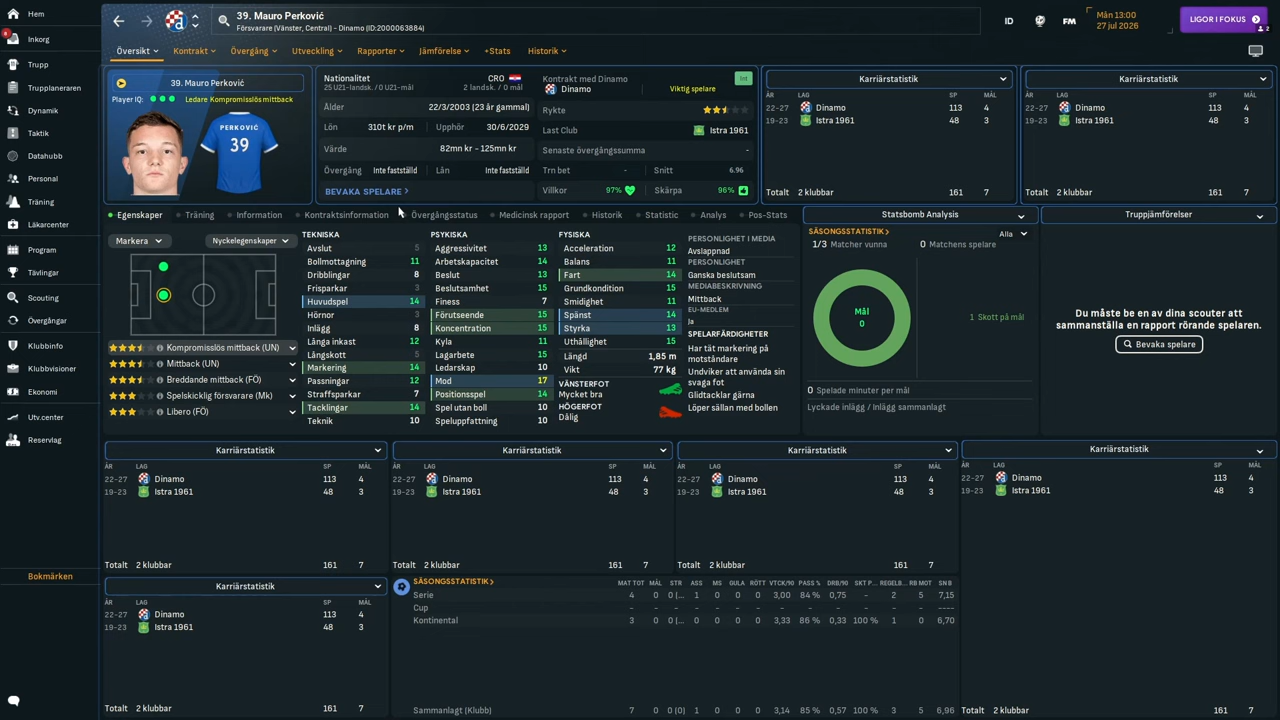 Hem
6
Inkorg
Trupp
Truppplaneraren
Dynamik
Taktik
Datahubb
Personal
Träning
Läkarcenter
Program
Tävlingar
Scouting
Övergångar
Klubbinfo
Klubbvisioner
Ekonomi
Utv.center
Reservlag
Bokmärken
39. Mauro Perković
Försvarare (Vänster, Central) - Dinamo (ID:2000063884)
ID
FM
Mån 13:00
27 jul 2026
LIGOR I FOKUS
2
Översikt
Kontrakt
Övergång
Utveckling
Rapporter
Jämförelse
+Stats
Historik
39. Mauro Perković
Player IQ: Ledare Kompromisslös mittback
PERKOVIĆ
39
Nationalitet CRO
25 U21-landsk. / 0 U21-mål 2 landsk. / 0 mål
Ålder 22/3/2003 (23 år gammal)
Lön 310t kr p/m Upphör 30/6/2029
Värde 82mn kr - 125mn kr
Övergång Inte fastställd Lån Inte fastställd
BEVAKA SPELARE >
Kontrakt med Dinamo Int
Dinamo Viktig spelare
Rykte
Last Club Istra 1961
Senaste övergångssumma -
Trn bet - Snitt 6.96
Villkor 97% Skärpa 96%
Karriärstatistik
ÅR LAG SP MÅL
22-27 Dinamo 113 4
19-23 Istra 1961 48 3
Totalt 2 klubbar 161 7
Karriärstatistik
ÅR LAG SP MÅL
22-27 Dinamo 113 4
19-23 Istra 1961 48 3
Totalt 2 klubbar 161 7
Egenskaper Träning Information Kontraktsinformation Övergångsstatus Medicinsk rapport Historik Statistic Analys Pos-Stats
Markera
Nyckelegenskaper
Kompromisslös mittback (UN)
Mittback (UN)
Breddande mittback (FÖ)
Spelskicklig försvarare (Mk)
Libero (FÖ)
TEKNISKA
Avslut 5
Bollmottagning 11
Dribblingar 8
Frisparkar 3
Huvudspel 14
Hörnor 3
Inlägg 8
Långa inkast 12
Långskott 5
Markering 14
Passningar 12
Straffsparkar 7
Tacklingar 14
Teknik 10
PSYKISKA
Aggressivitet 13
Arbetskapacitet 14
Beslut 13
Beslutsamhet 15
Finess 7
Förutseende 15
Koncentration 15
Kyla 11
Lagarbete 15
Ledarskap 10
Mod 17
Positionsspel 14
Spel utan boll 10
Speluppfattning 10
FYSISKA
Acceleration 12
Balans 11
Fart 14
Grundkondition 15
Smidighet 11
Spänst 14
Styrka 13
Uthållighet 15
Längd 1,85 m
Vikt 77 kg
VÄNSTERFOT
Mycket bra
HÖGERFOT
Dålig
PERSONLIGHET I MEDIA
Avslappnad
PERSONLIGHET
Ganska beslutsam
MEDIABESKRIVNING
Mittback
EU-MEDLEM
Ja
SPELARFÄRDIGHETER
Har tät markering på
motståndare
Undviker att använda sin
svaga fot
Glidtacklar gärna
Löper sällan med bollen
Statsbomb Analysis
SÄSONGSSTATISTIK> Alla
1/3 Matcher vunna 0 Matchens spelare
Mål
0
1 Skott på mål
0 Spelade minuter per mål
Lyckade inlägg / Inlägg sammanlagt
Truppjämförelser
Du måste be en av dina scouter att
sammanställa en rapport rörande spelaren.
Bevaka spelare
Karriärstatistik
ÅR LAG SP MÅL
22-27 Dinamo 113 4
19-23 Istra 1961 48 3
Totalt 2 klubbar 161 7
Karriärstatistik
ÅR LAG SP MÅL
22-27 Dinamo 113 4
19-23 Istra 1961 48 3
Totalt 2 klubbar 161 7
Karriärstatistik
ÅR LAG SP MÅL
22-27 Dinamo 113 4
19-23 Istra 1961 48 3
Totalt 2 klubbar 161 7
Karriärstatistik
ÅR LAG SP MÅL
22-27 Dinamo 113 4
19-23 Istra 1961 48 3
Totalt 2 klubbar 161 7
Karriärstatistik
ÅR LAG SP MÅL
22-27 Dinamo 113 4
19-23 Istra 1961 48 3
Totalt 2 klubbar 161 7
SÄSONGSSTATISTIK> MAT TOT MÅL STR ASS MS GULA RÖTT VTCK/90 PASS % DRB/90 SKT P... REGELB... RB MOT SN B
Serie 4 0 0 (... 1 0 0 0 3,00 84 % 0,75 - 2 5 7,15
Cup - - - - - - - - - - - - - ----
Kontinental 3 0 0 (... 0 0 0 0 3,33 86 % 0,33 100 % 1 0 6,70
Sammanlagt (Klubb) 7 0 0 (0) 1 0 0 0 3,14 85 % 0,57 100 % 3 5 6,96